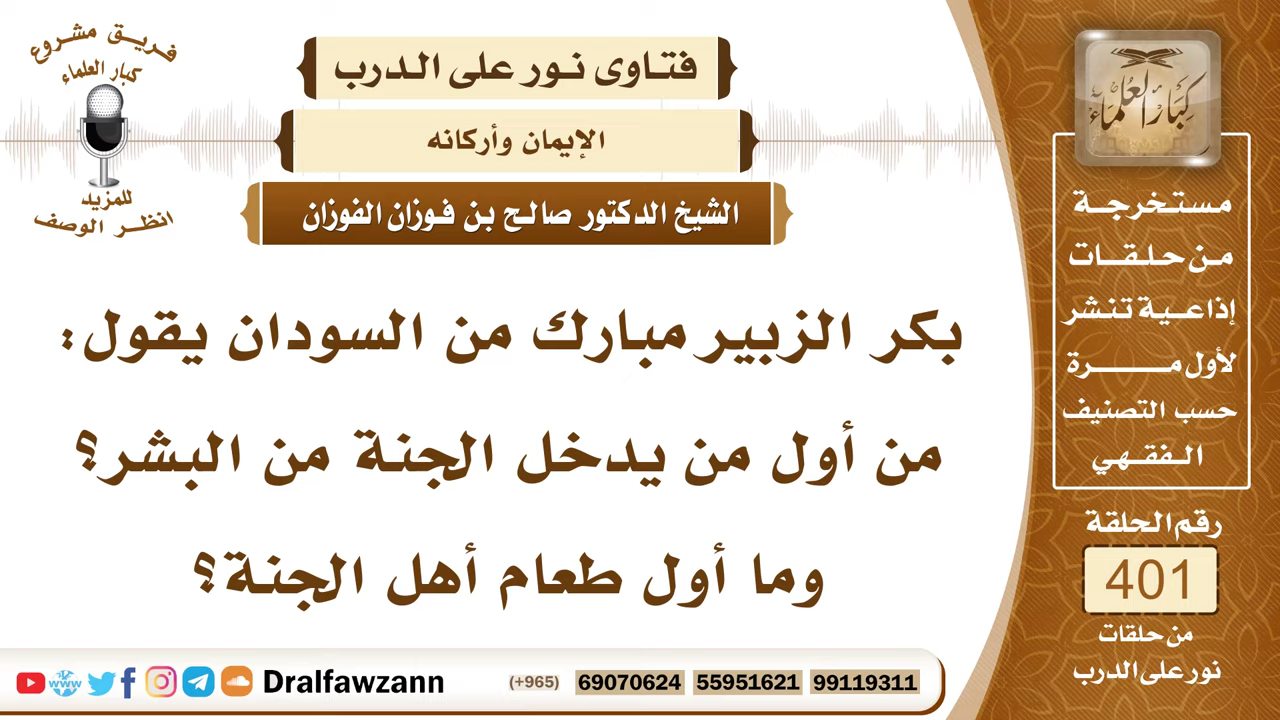 فريق مشروع
كبار العلماء
للمزيد
انظر الوصف
فتاوى نور على الدرب
الإيمان وأركانه
الشيخ الدكتور صالح بن فوزان الفوزان
بكر الزبير مبارك من السودان يقول:
من أول من يدخل الجنة من البشر؟
وما أول طعام أهل الجنة؟
كبار العلماء
مستخرجة
من حلقات
إذاعية تنشر
لأول مرة
حسب التصنيف
الفقهي
رقم الحلقة
401
من حلقات
نور على الدرب
www Dralfawzann (+965) 69070624 55951621 99119311